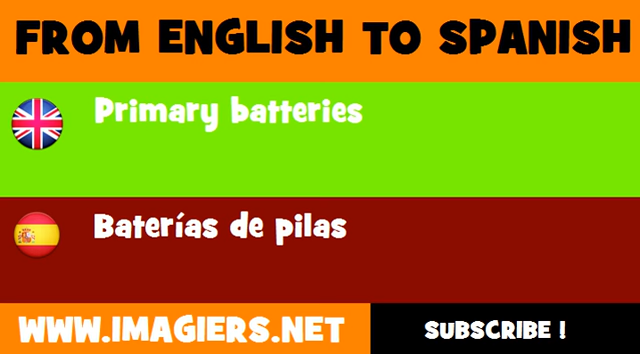 FROM ENGLISH TO SPANISH
Primary batteries
Baterías de pilas
WWW.IMAGIERS.NET
SUBSCRIBE !